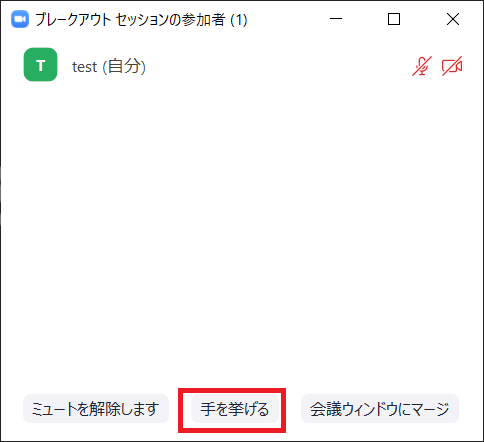 ブレークアウト セッションの参加者 (1)
T test (自分)
ミュートを解除します 手を挙げる 会議ウィンドウにマージ